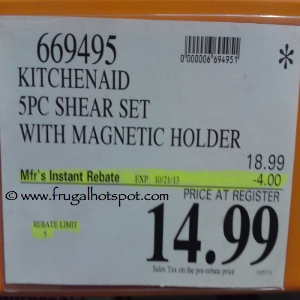 669495
0000006694951
*
KITCHENAID
5PC SHEAR SET
WITH MAGNETIC HOLDER
18.99
Mfr's Instant Rebate EXP. 10/21/13 -4.00
PRICE AT REGISTER
© www.frugalhotspot.com
14.99
REBATE LIMIT
5
Sales Tax on the pre-rebate price